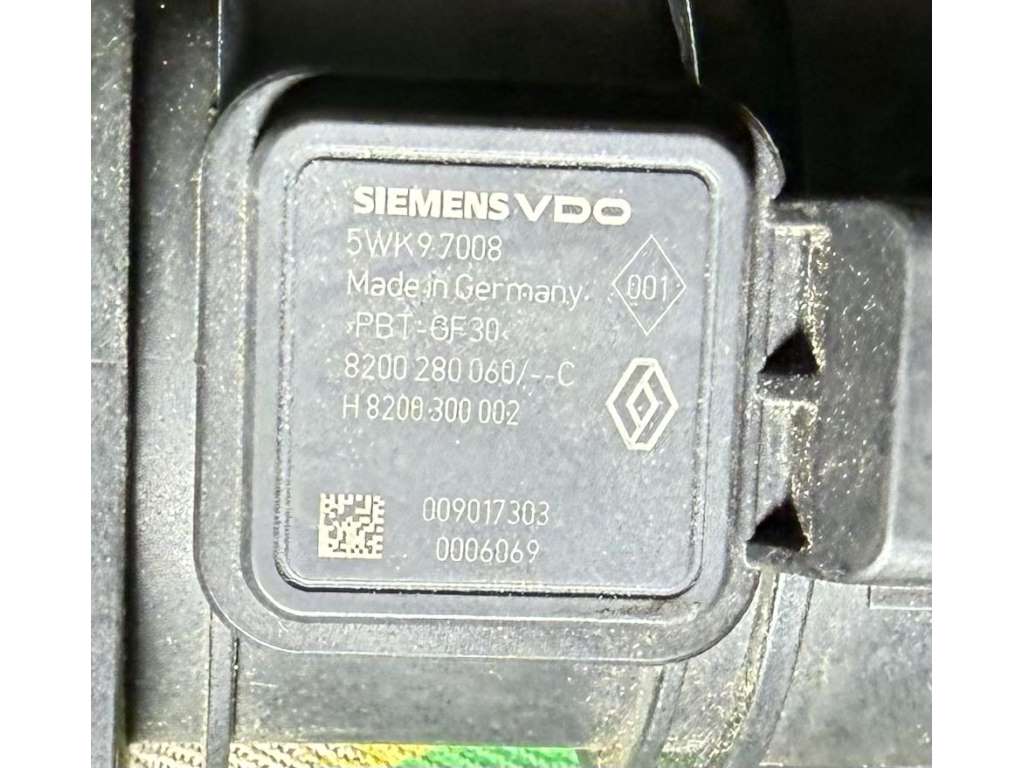 SIEMENS VDO
5WK9 7008
001
Made in Germany
>PBT-GF30<
8200 280 060/--C
H 8200 300 002
009017303
0006069